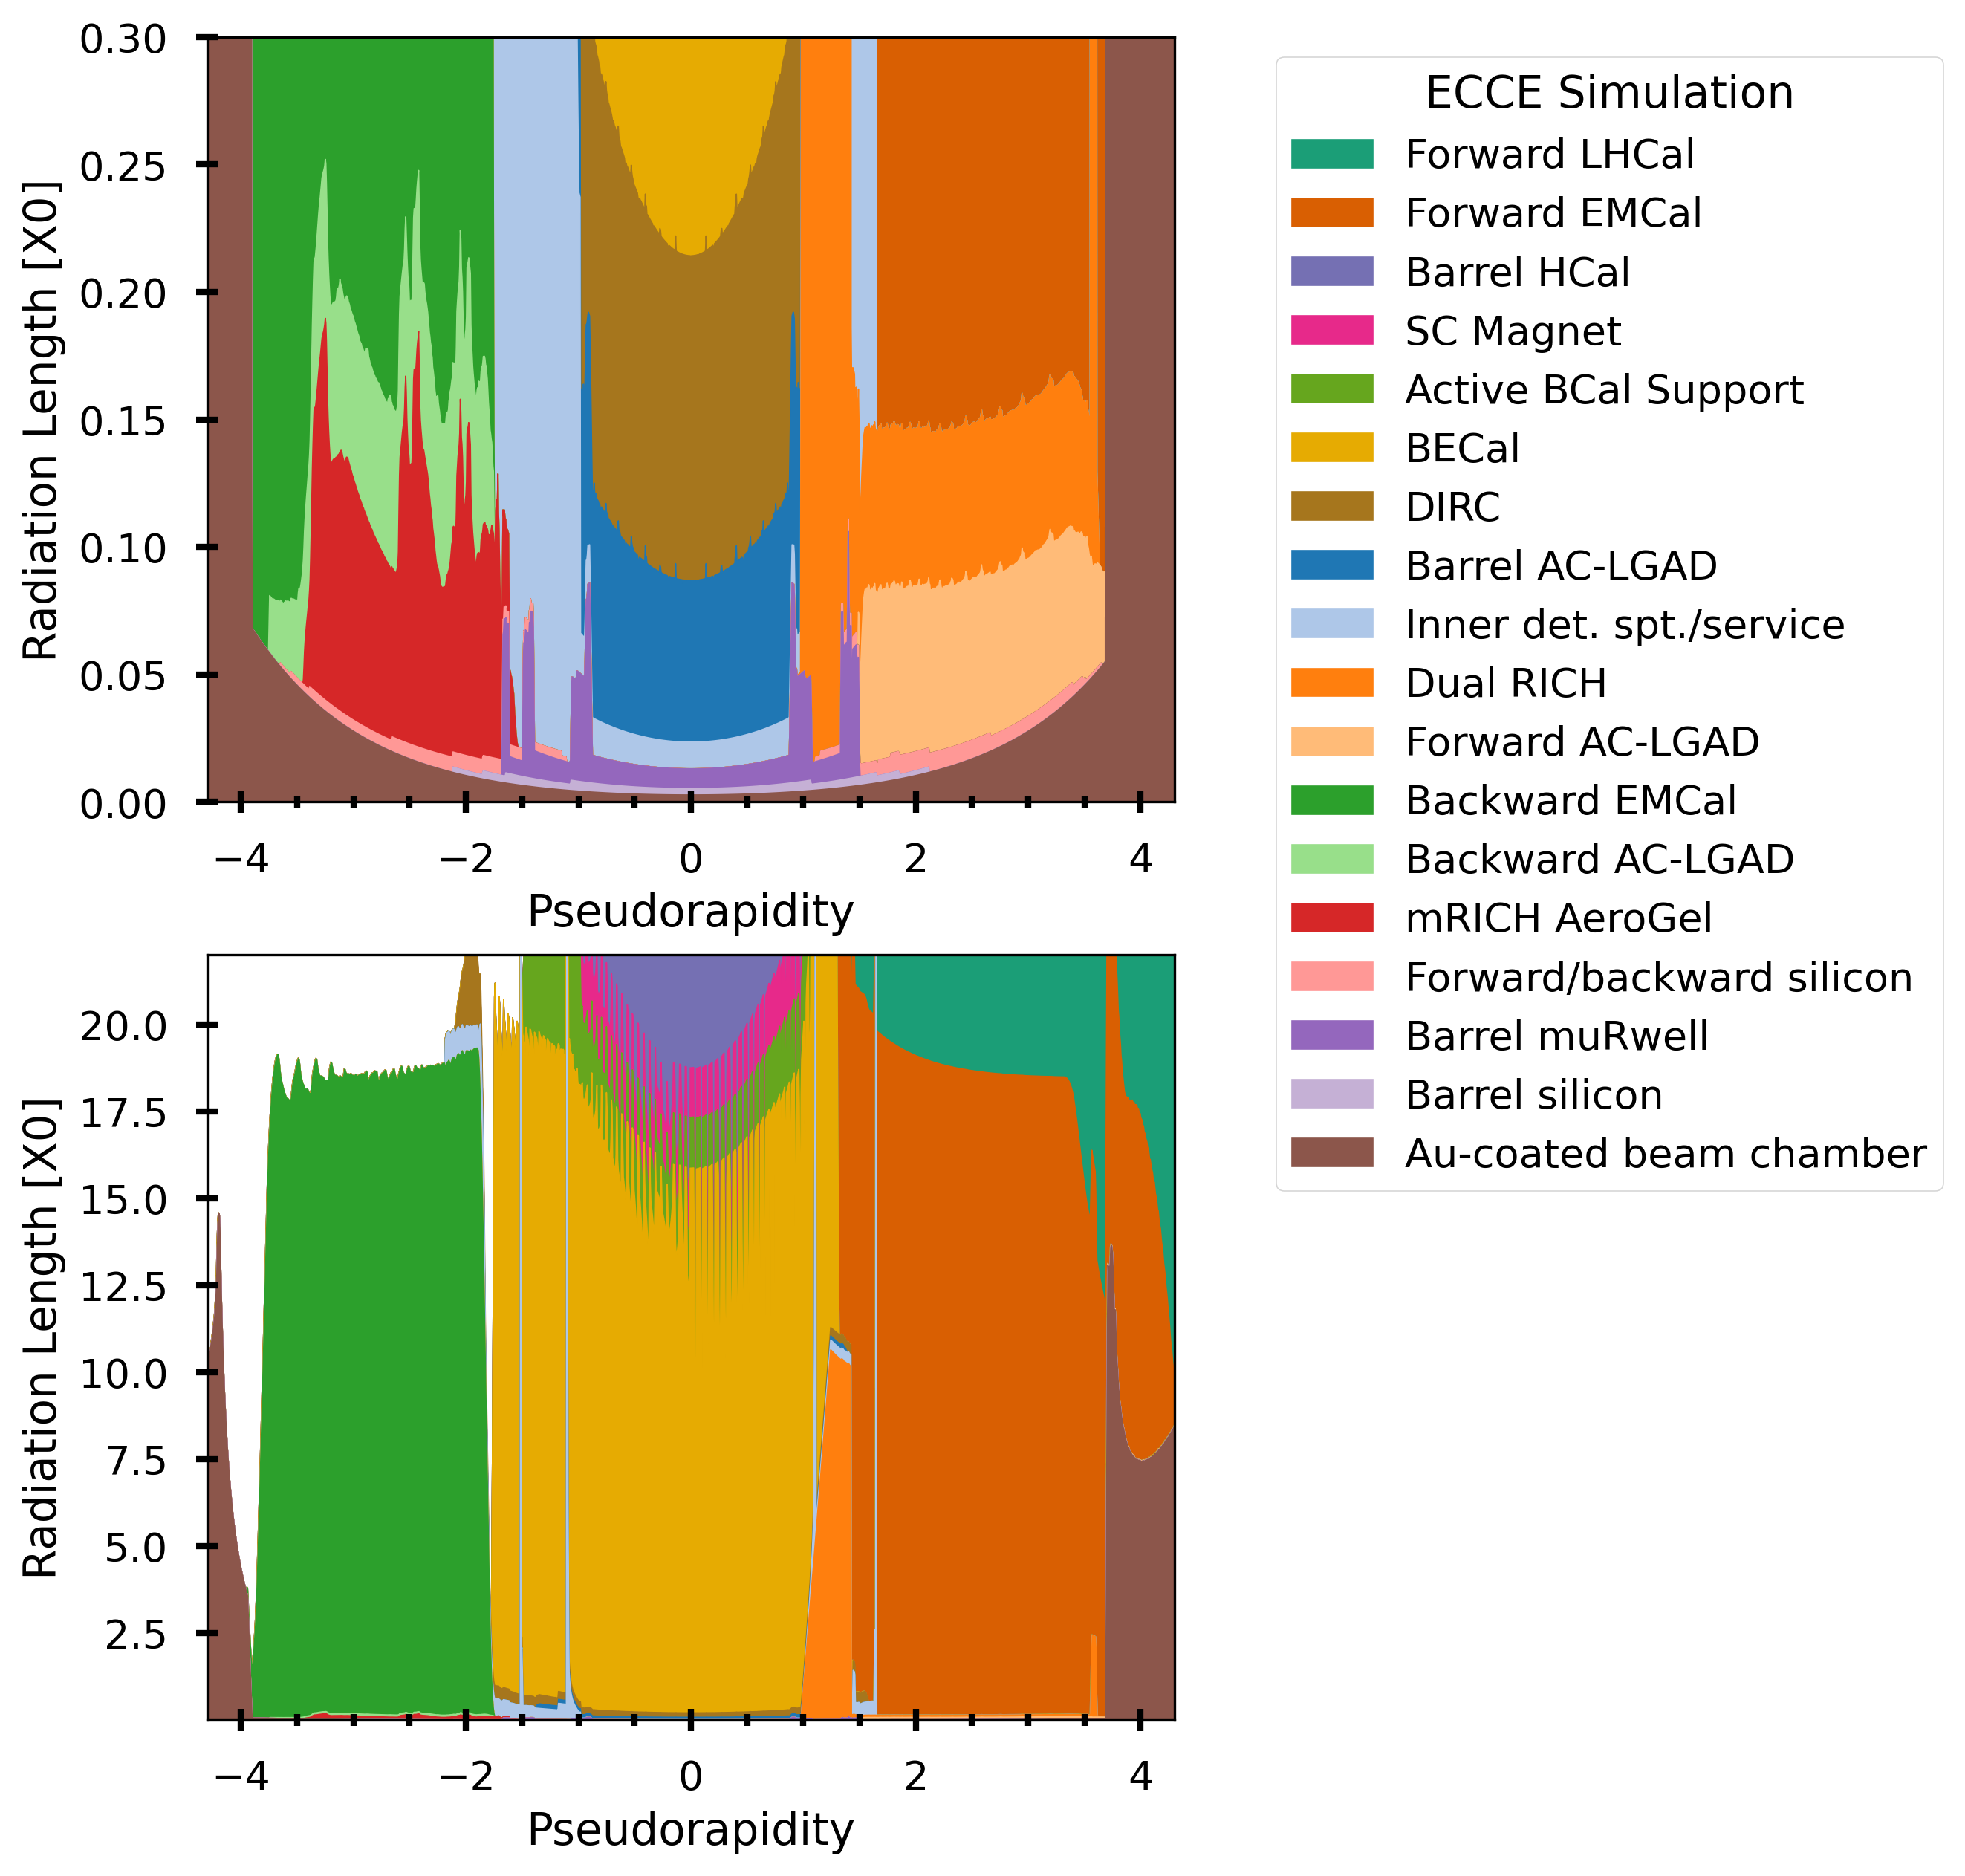 0.30
0.25
0.20
0.15
0.10
0.05
0.00
Radiation Length [X0]
−4 −2 0 2 4
Pseudorapidity
20.0
17.5
15.0
12.5
10.0
7.5
5.0
2.5
Radiation Length [X0]
−4 −2 0 2 4
Pseudorapidity
ECCE Simulation
Forward LHCal
Forward EMCal
Barrel HCal
SC Magnet
Active BCal Support
BECal
DIRC
Barrel AC-LGAD
Inner det. spt./service
Dual RICH
Forward AC-LGAD
Backward EMCal
Backward AC-LGAD
mRICH AeroGel
Forward/backward silicon
Barrel muRwell
Barrel silicon
Au-coated beam chamber